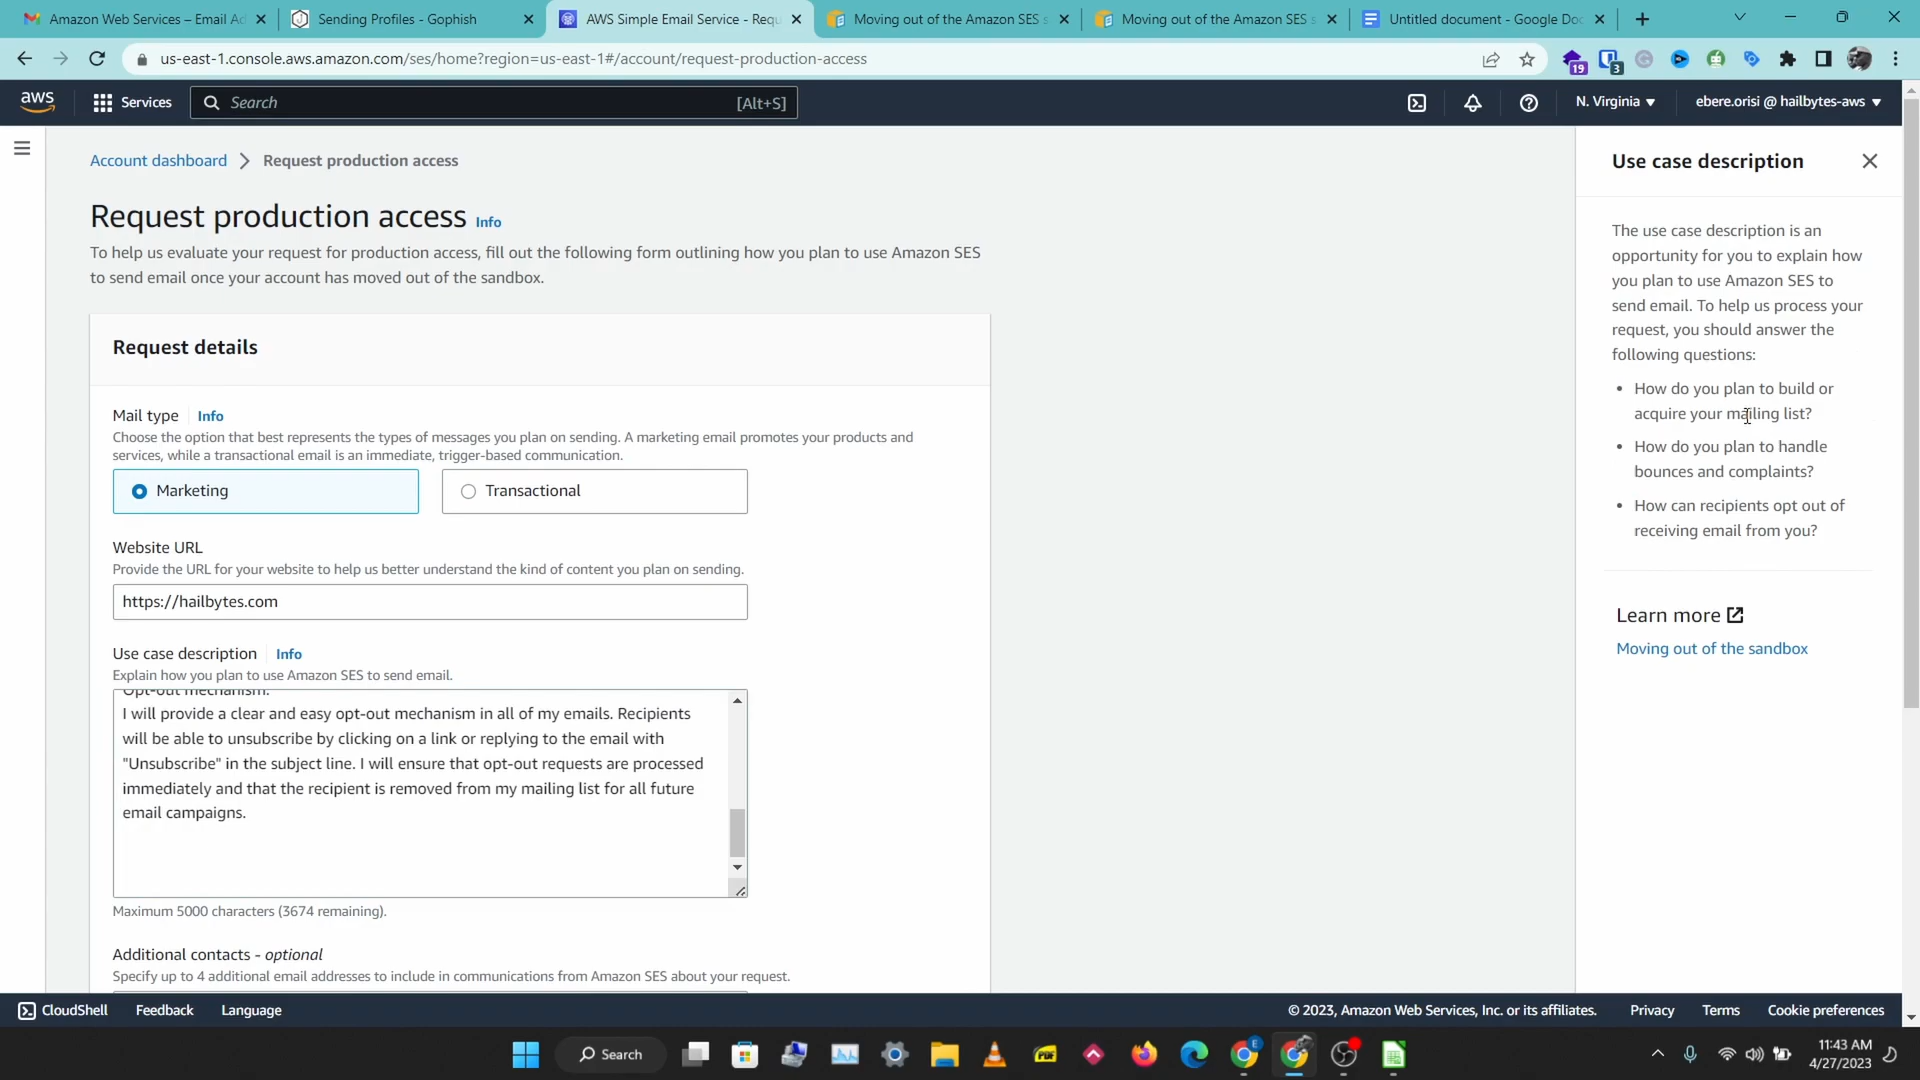 Amazon Web Services – Email Ad
Sending Profiles - Gophish
AWS Simple Email Service - Requ
Moving out of the Amazon SES s
Moving out of the Amazon SES s
Untitled document - Google Doc
us-east-1.console.aws.amazon.com/ses/home?region=us-east-1#/account/request-production-access
19
3
aws
Services
Search
[Alt+S]
N. Virginia
ebere.orisi @ hailbytes-aws
Account dashboard
Request production access
Request production access Info
To help us evaluate your request for production access, fill out the following form outlining how you plan to use Amazon SES
to send email once your account has moved out of the sandbox.
Request details
Mail type Info
Choose the option that best represents the types of messages you plan on sending. A marketing email promotes your products and
services, while a transactional email is an immediate, trigger-based communication.
Marketing
Transactional
Website URL
Provide the URL for your website to help us better understand the kind of content you plan on sending.
https://hailbytes.com
Use case description Info
Explain how you plan to use Amazon SES to send email.
Opt-out mechanism:
I will provide a clear and easy opt-out mechanism in all of my emails. Recipients
will be able to unsubscribe by clicking on a link or replying to the email with
"Unsubscribe" in the subject line. I will ensure that opt-out requests are processed
immediately and that the recipient is removed from my mailing list for all future
email campaigns.
Maximum 5000 characters (3674 remaining).
Additional contacts - optional
Specify up to 4 additional email addresses to include in communications from Amazon SES about your request.
Use case description
The use case description is an
opportunity for you to explain how
you plan to use Amazon SES to
send email. To help us process your
request, you should answer the
following questions:
• How do you plan to build or
acquire your mailing list?
• How do you plan to handle
bounces and complaints?
• How can recipients opt out of
receiving email from you?
Learn more
Moving out of the sandbox
CloudShell
Feedback
Language
© 2023, Amazon Web Services, Inc. or its affiliates.
Privacy
Terms
Cookie preferences
Search
PDF
E
11:43 AM
4/27/2023